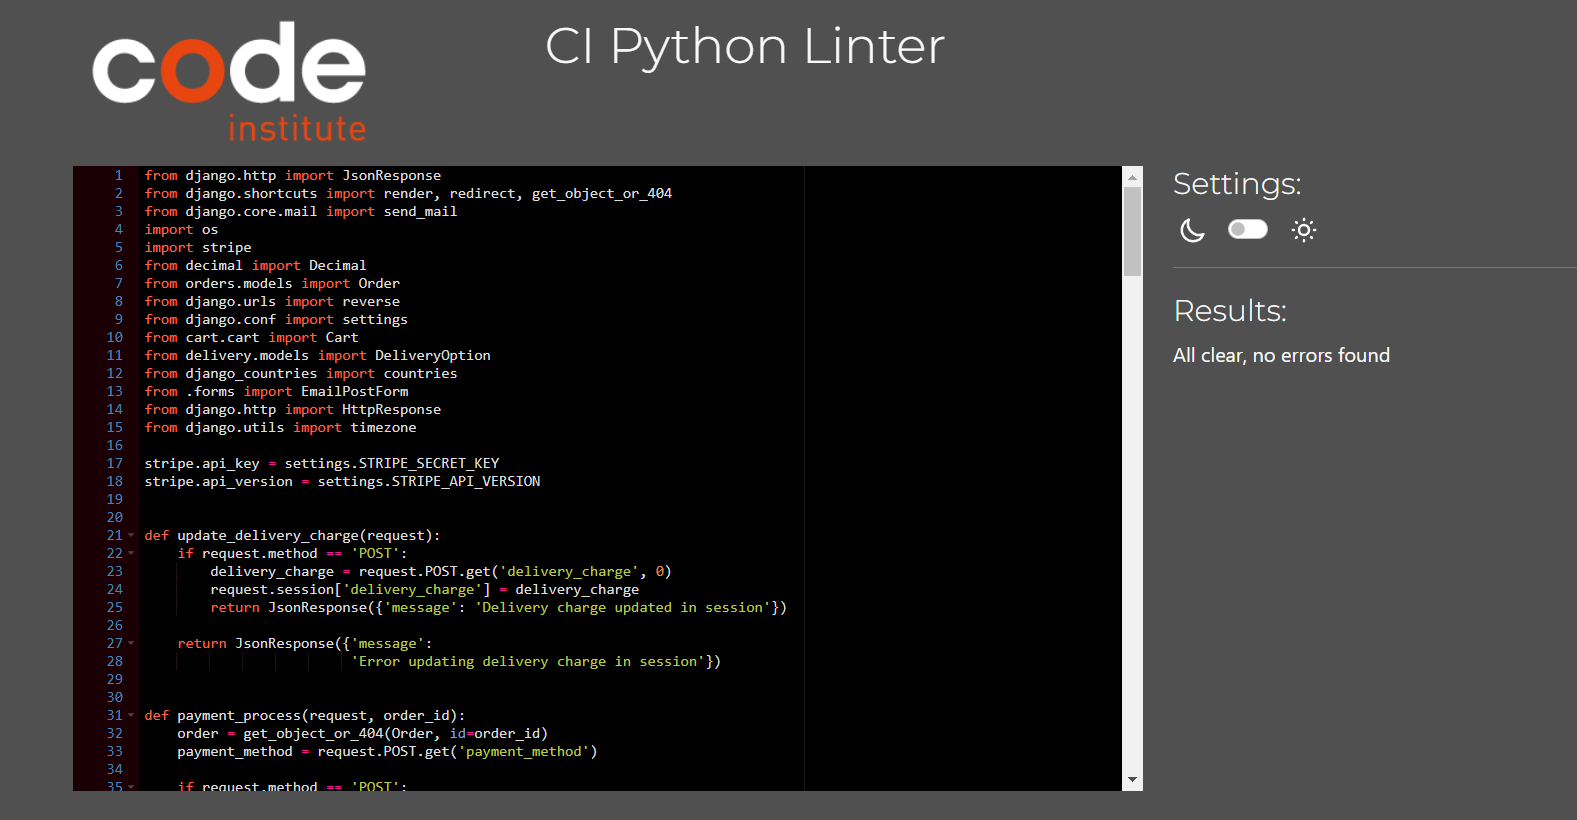 code
institute
CI Python Linter
1 from django.http import JsonResponse
2 from django.shortcuts import render, redirect, get_object_or_404
3 from django.core.mail import send_mail
4 import os
5 import stripe
6 from decimal import Decimal
7 from orders.models import Order
8 from django.urls import reverse
9 from django.conf import settings
10 from cart.cart import Cart
11 from delivery.models import DeliveryOption
12 from django_countries import countries
13 from .forms import EmailPostForm
14 from django.http import HttpResponse
15 from django.utils import timezone
16
17 stripe.api_key = settings.STRIPE_SECRET_KEY
18 stripe.api_version = settings.STRIPE_API_VERSION
19
20
21 def update_delivery_charge(request):
22     if request.method == 'POST':
23         delivery_charge = request.POST.get('delivery_charge', 0)
24         request.session['delivery_charge'] = delivery_charge
25         return JsonResponse({'message': 'Delivery charge updated in session'})
26
27     return JsonResponse({'message':
28                          'Error updating delivery charge in session'})
29
30
31 def payment_process(request, order_id):
32     order = get_object_or_404(Order, id=order_id)
33     payment_method = request.POST.get('payment_method')
34
35     if request.method == 'POST':
Settings:
Results:
All clear, no errors found